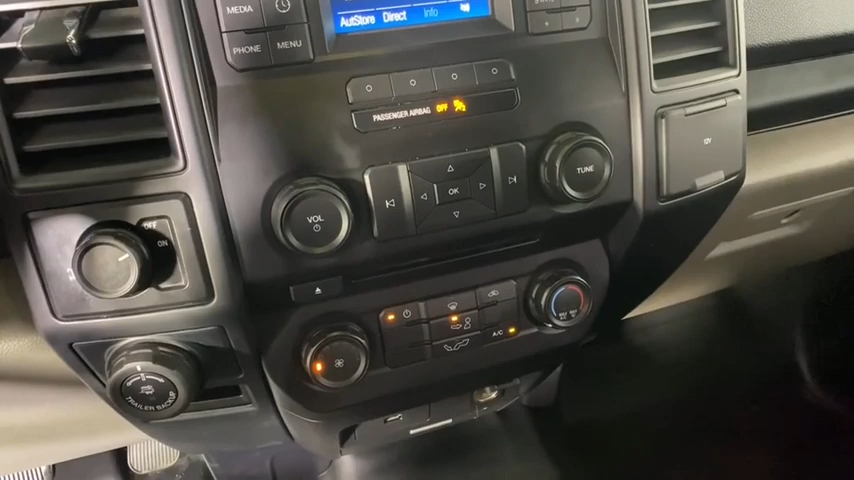 MEDIA
PHONE MENU
AutStore Direct Info
PASSENGER AIRBAG OFF
12V
OK
TUNE
VOL
OFF
ON
A/C
TRAILER BACKUP